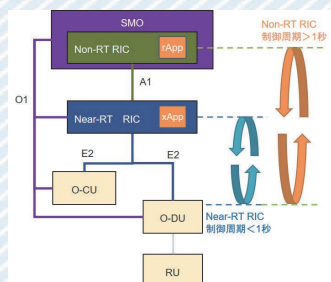 SMO
Non-RT RIC
rApp
Non-RT RIC
制御周期＞1秒
O1
A1
Near-RT RIC
xApp
E2
E2
O-CU
O-DU
Near-RT RIC
制御周期＜1秒
RU